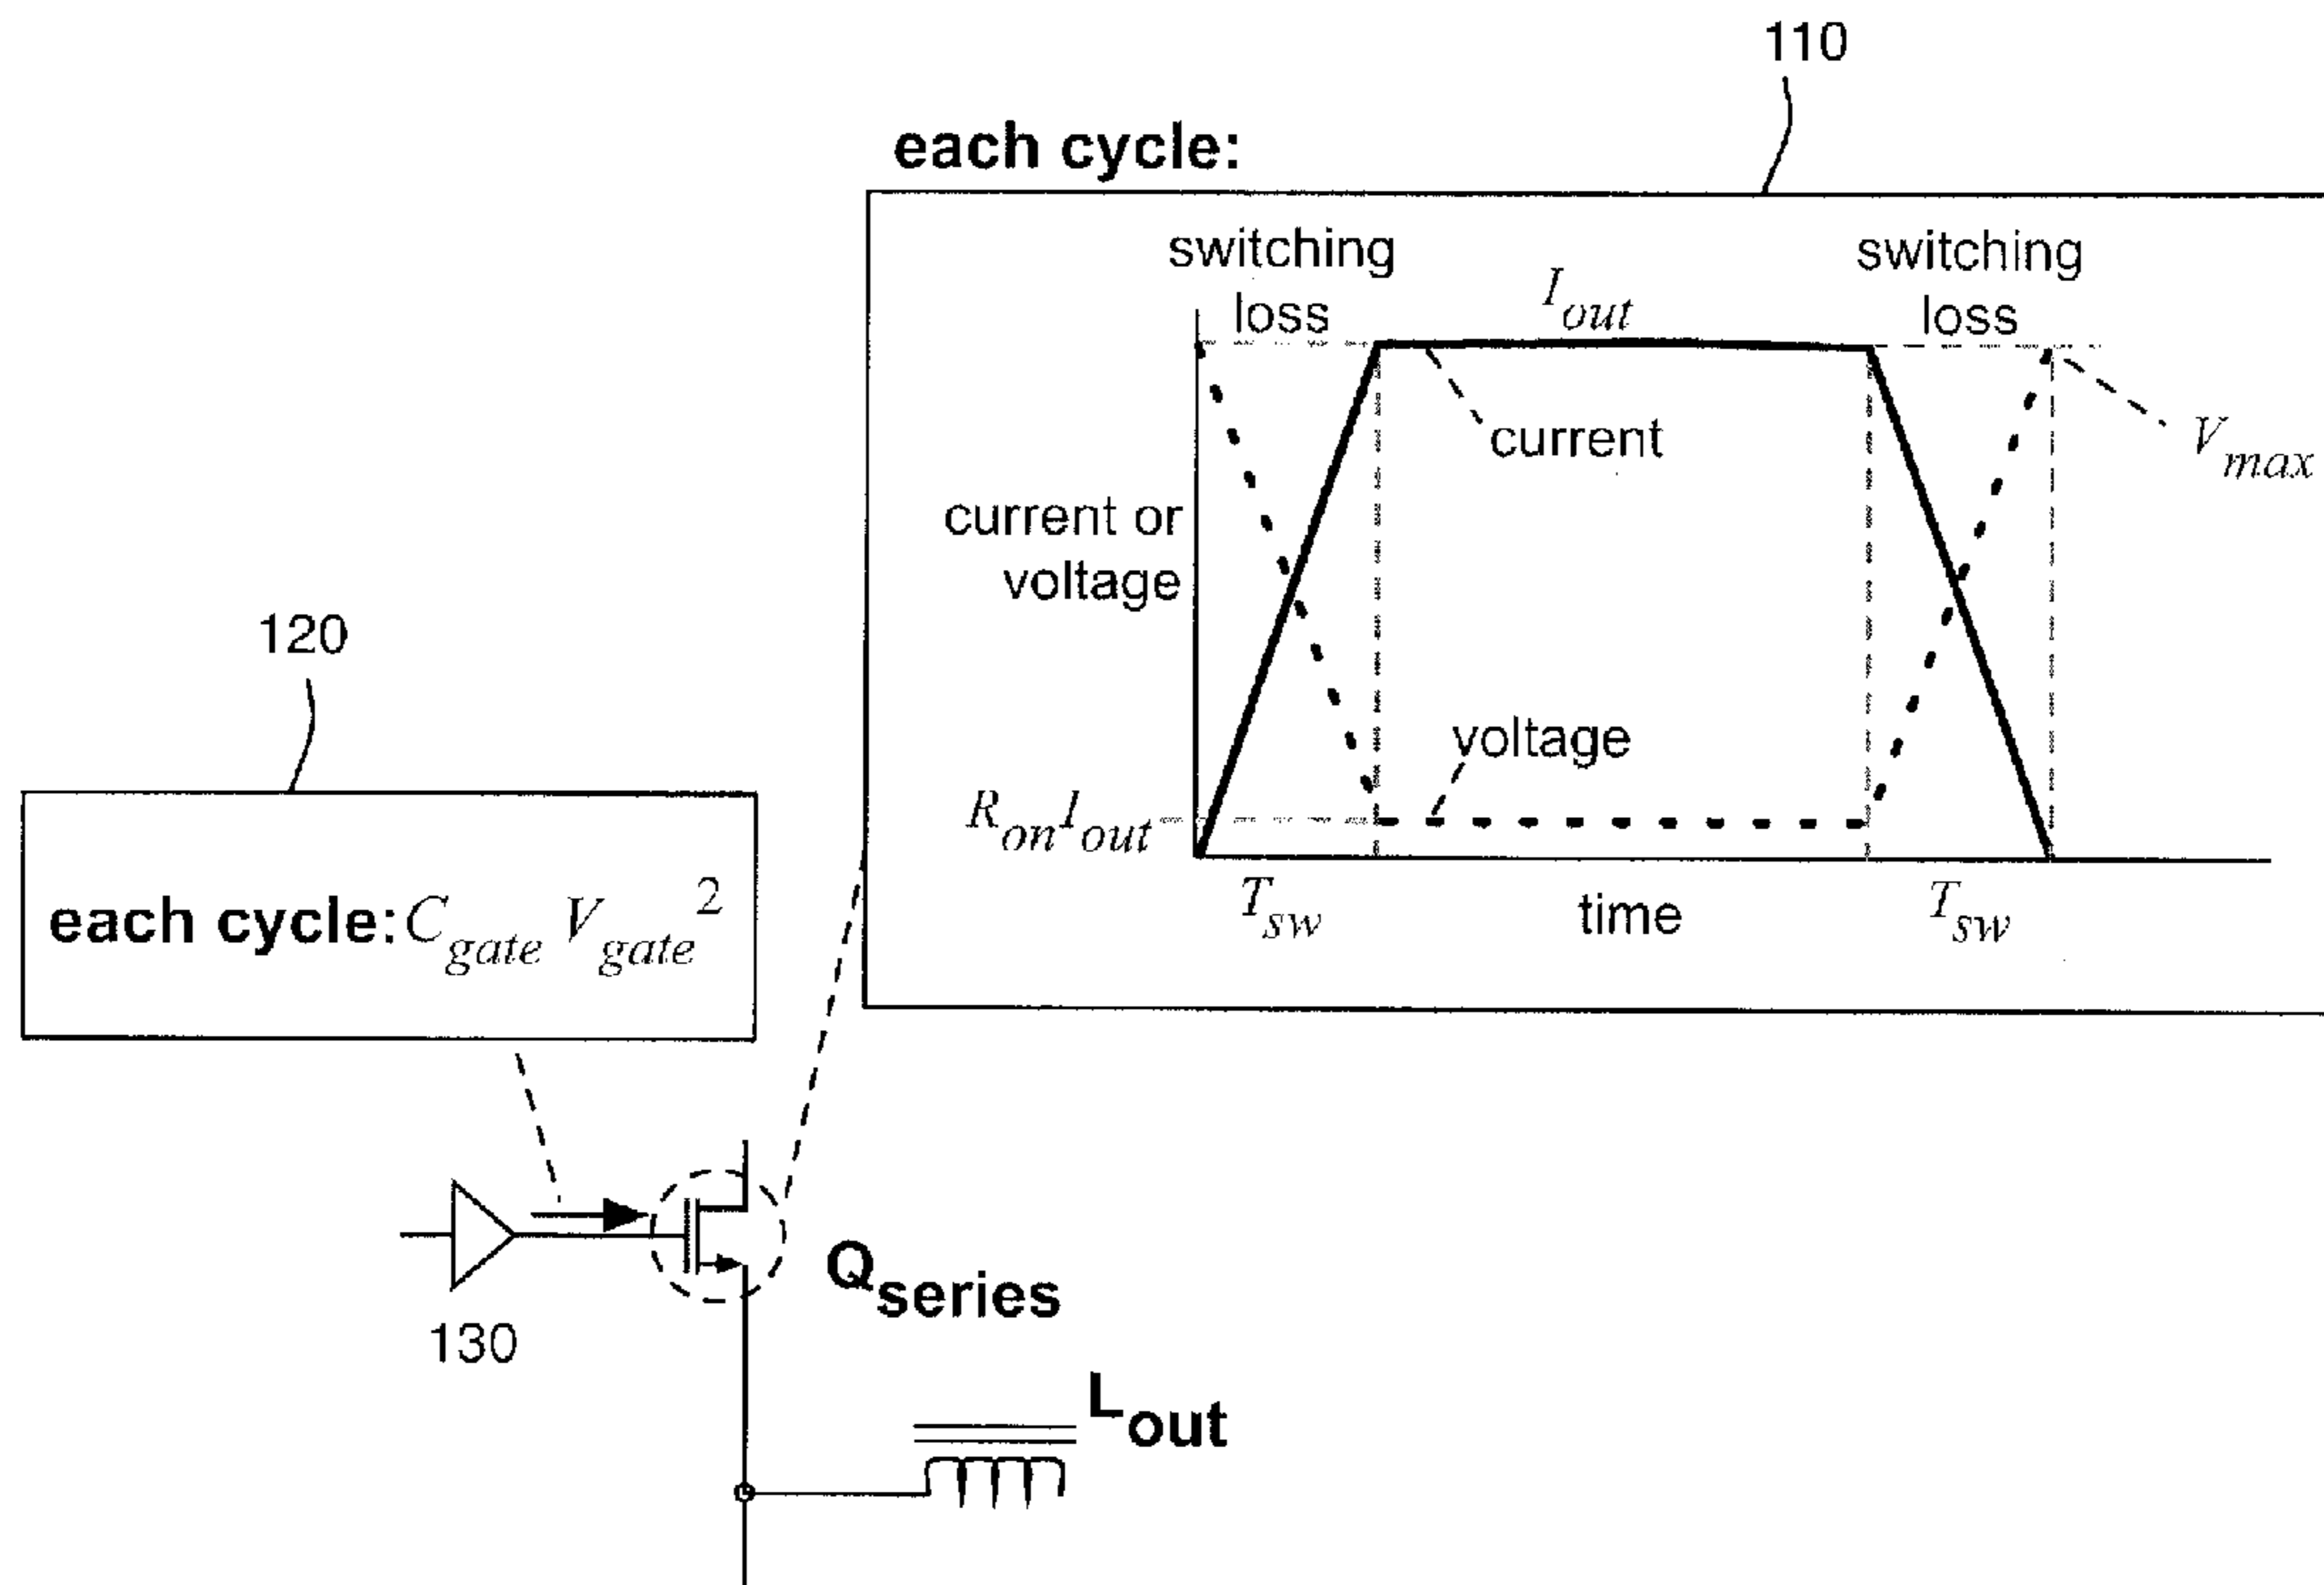 110
each cycle:
switching
loss
I_out
switching
loss
current
V_max
current or
voltage
voltage
R_on I_out
T_sw
time
T_sw
120
each cycle: C_gate V_gate^2
130
Q_series
L_out